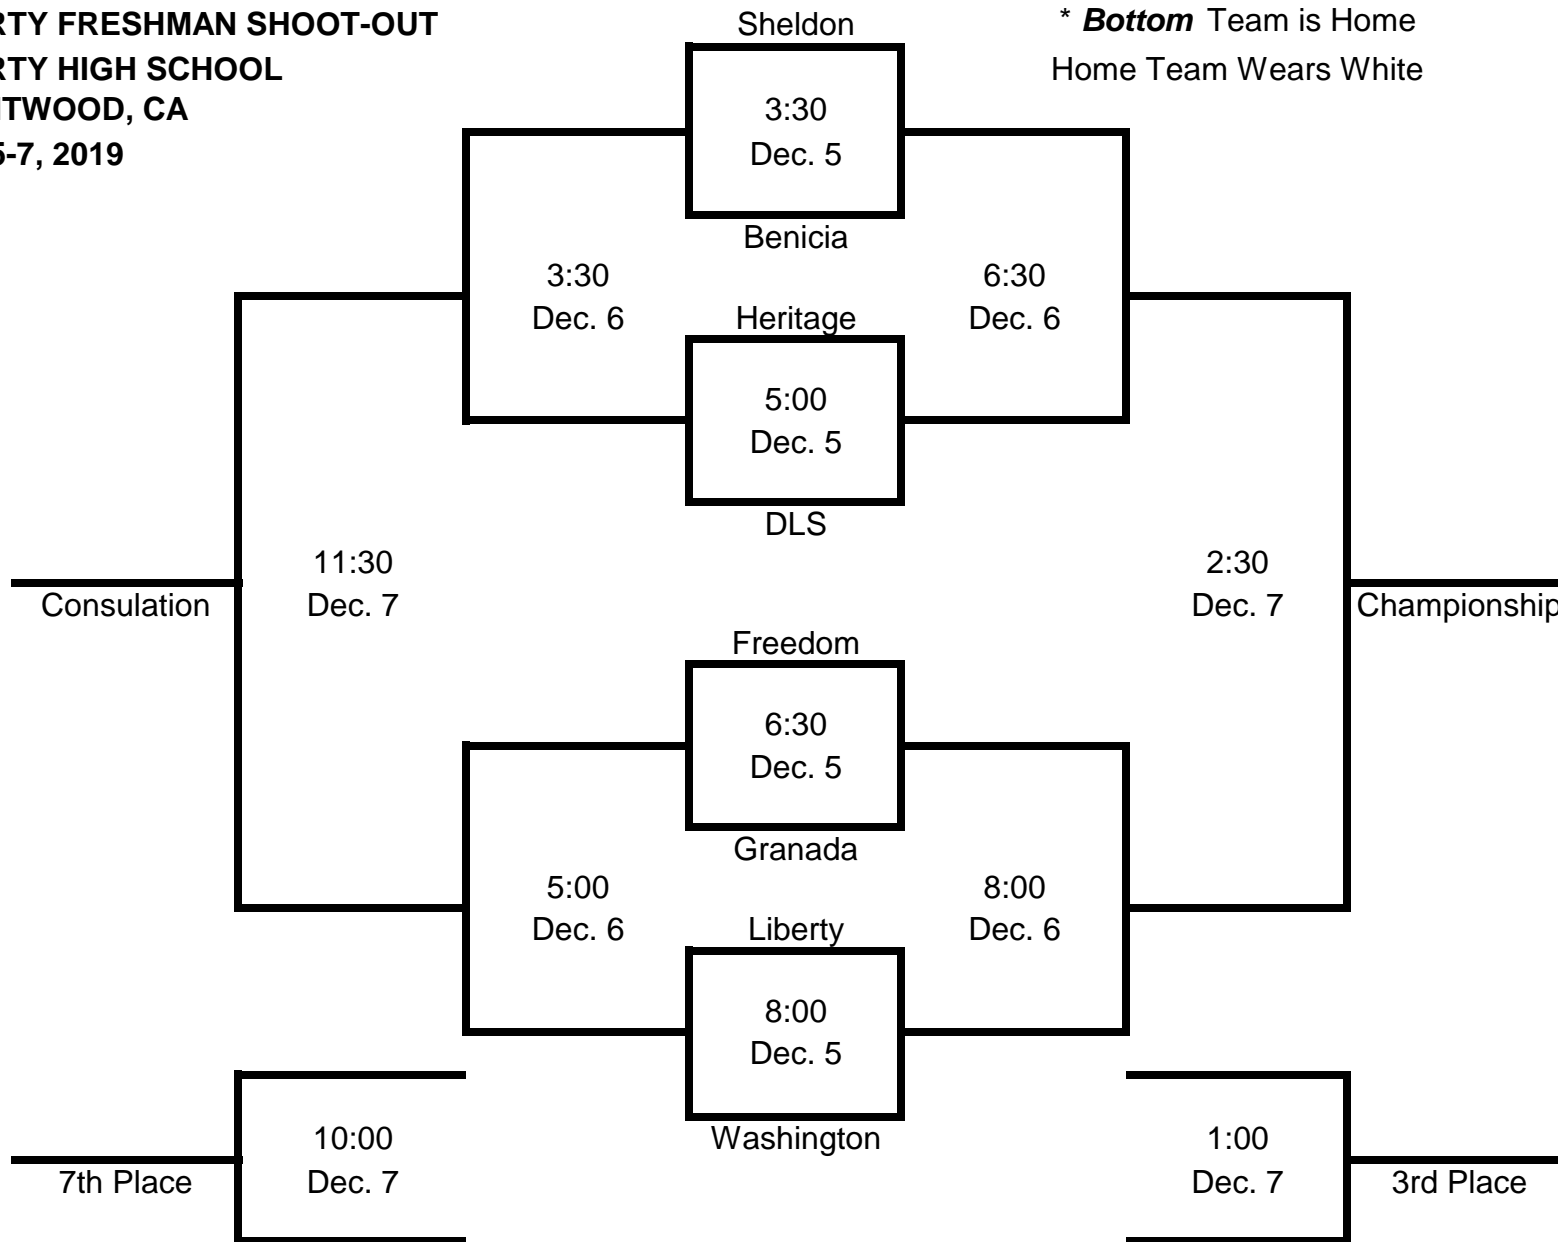 RTY FRESHMAN SHOOT-OUT
RTY HIGH SCHOOL
NTWOOD, CA
5-7, 2019
* Bottom Team is Home
Home Team Wears White
Sheldon
3:30
Dec. 5
Benicia
3:30
Dec. 6
6:30
Dec. 6
Heritage
5:00
Dec. 5
DLS
11:30
Dec. 7
2:30
Dec. 7
Consulation
Championship
Freedom
6:30
Dec. 5
Granada
5:00
Dec. 6
8:00
Dec. 6
Liberty
8:00
Dec. 5
Washington
10:00
Dec. 7
1:00
Dec. 7
7th Place
3rd Place